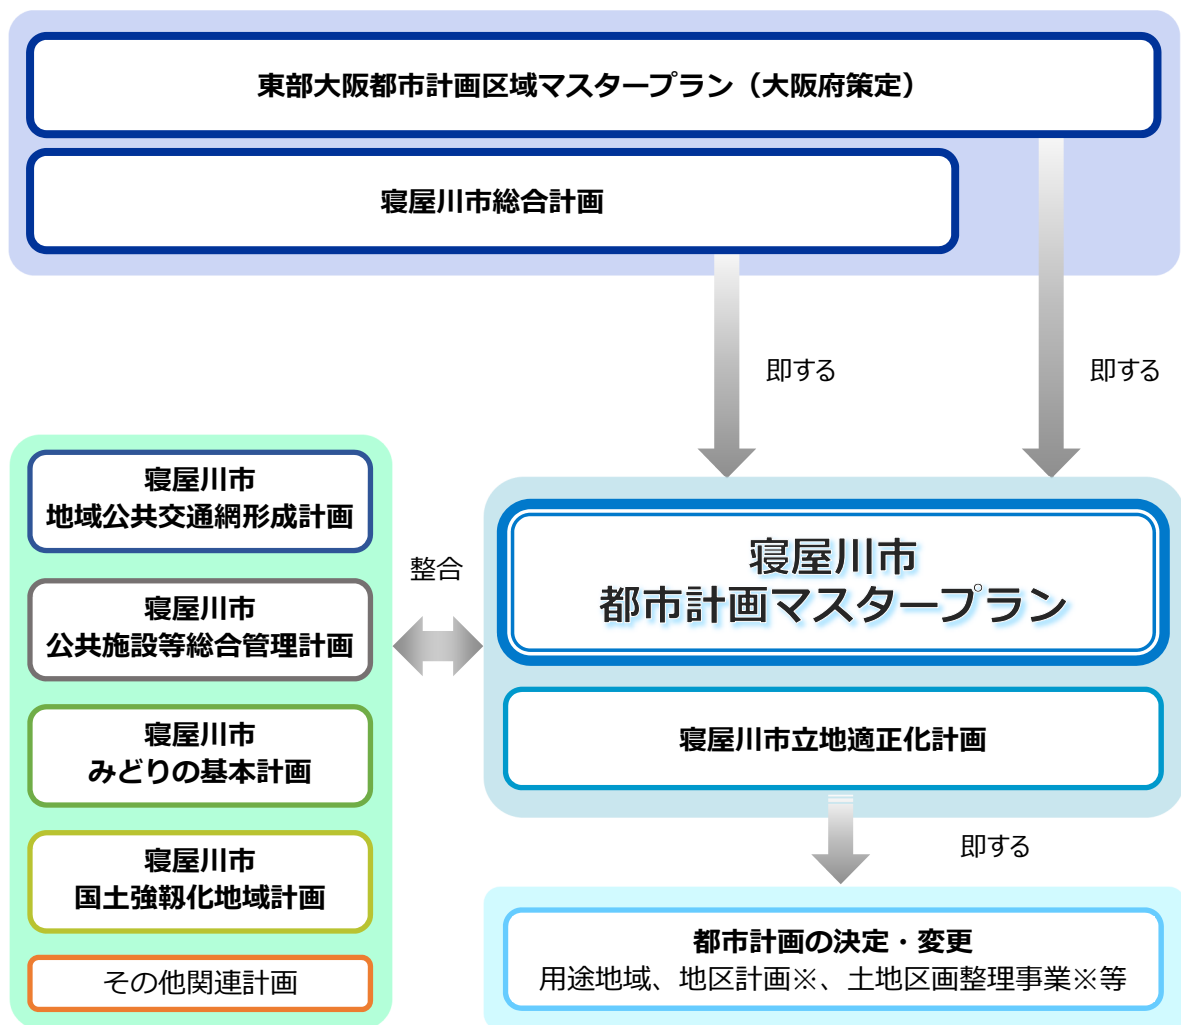 東部大阪都市計画区域マスタープラン（大阪府策定）
寝屋川市総合計画
即する
即する
寝屋川市
地域公共交通網形成計画
寝屋川市
公共施設等総合管理計画
寝屋川市
みどりの基本計画
寝屋川市
国土強靱化地域計画
その他関連計画
整合
寝屋川市
都市計画マスタープラン
寝屋川市立地適正化計画
即する
都市計画の決定・変更
用途地域、地区計画※、土地区画整理事業※等